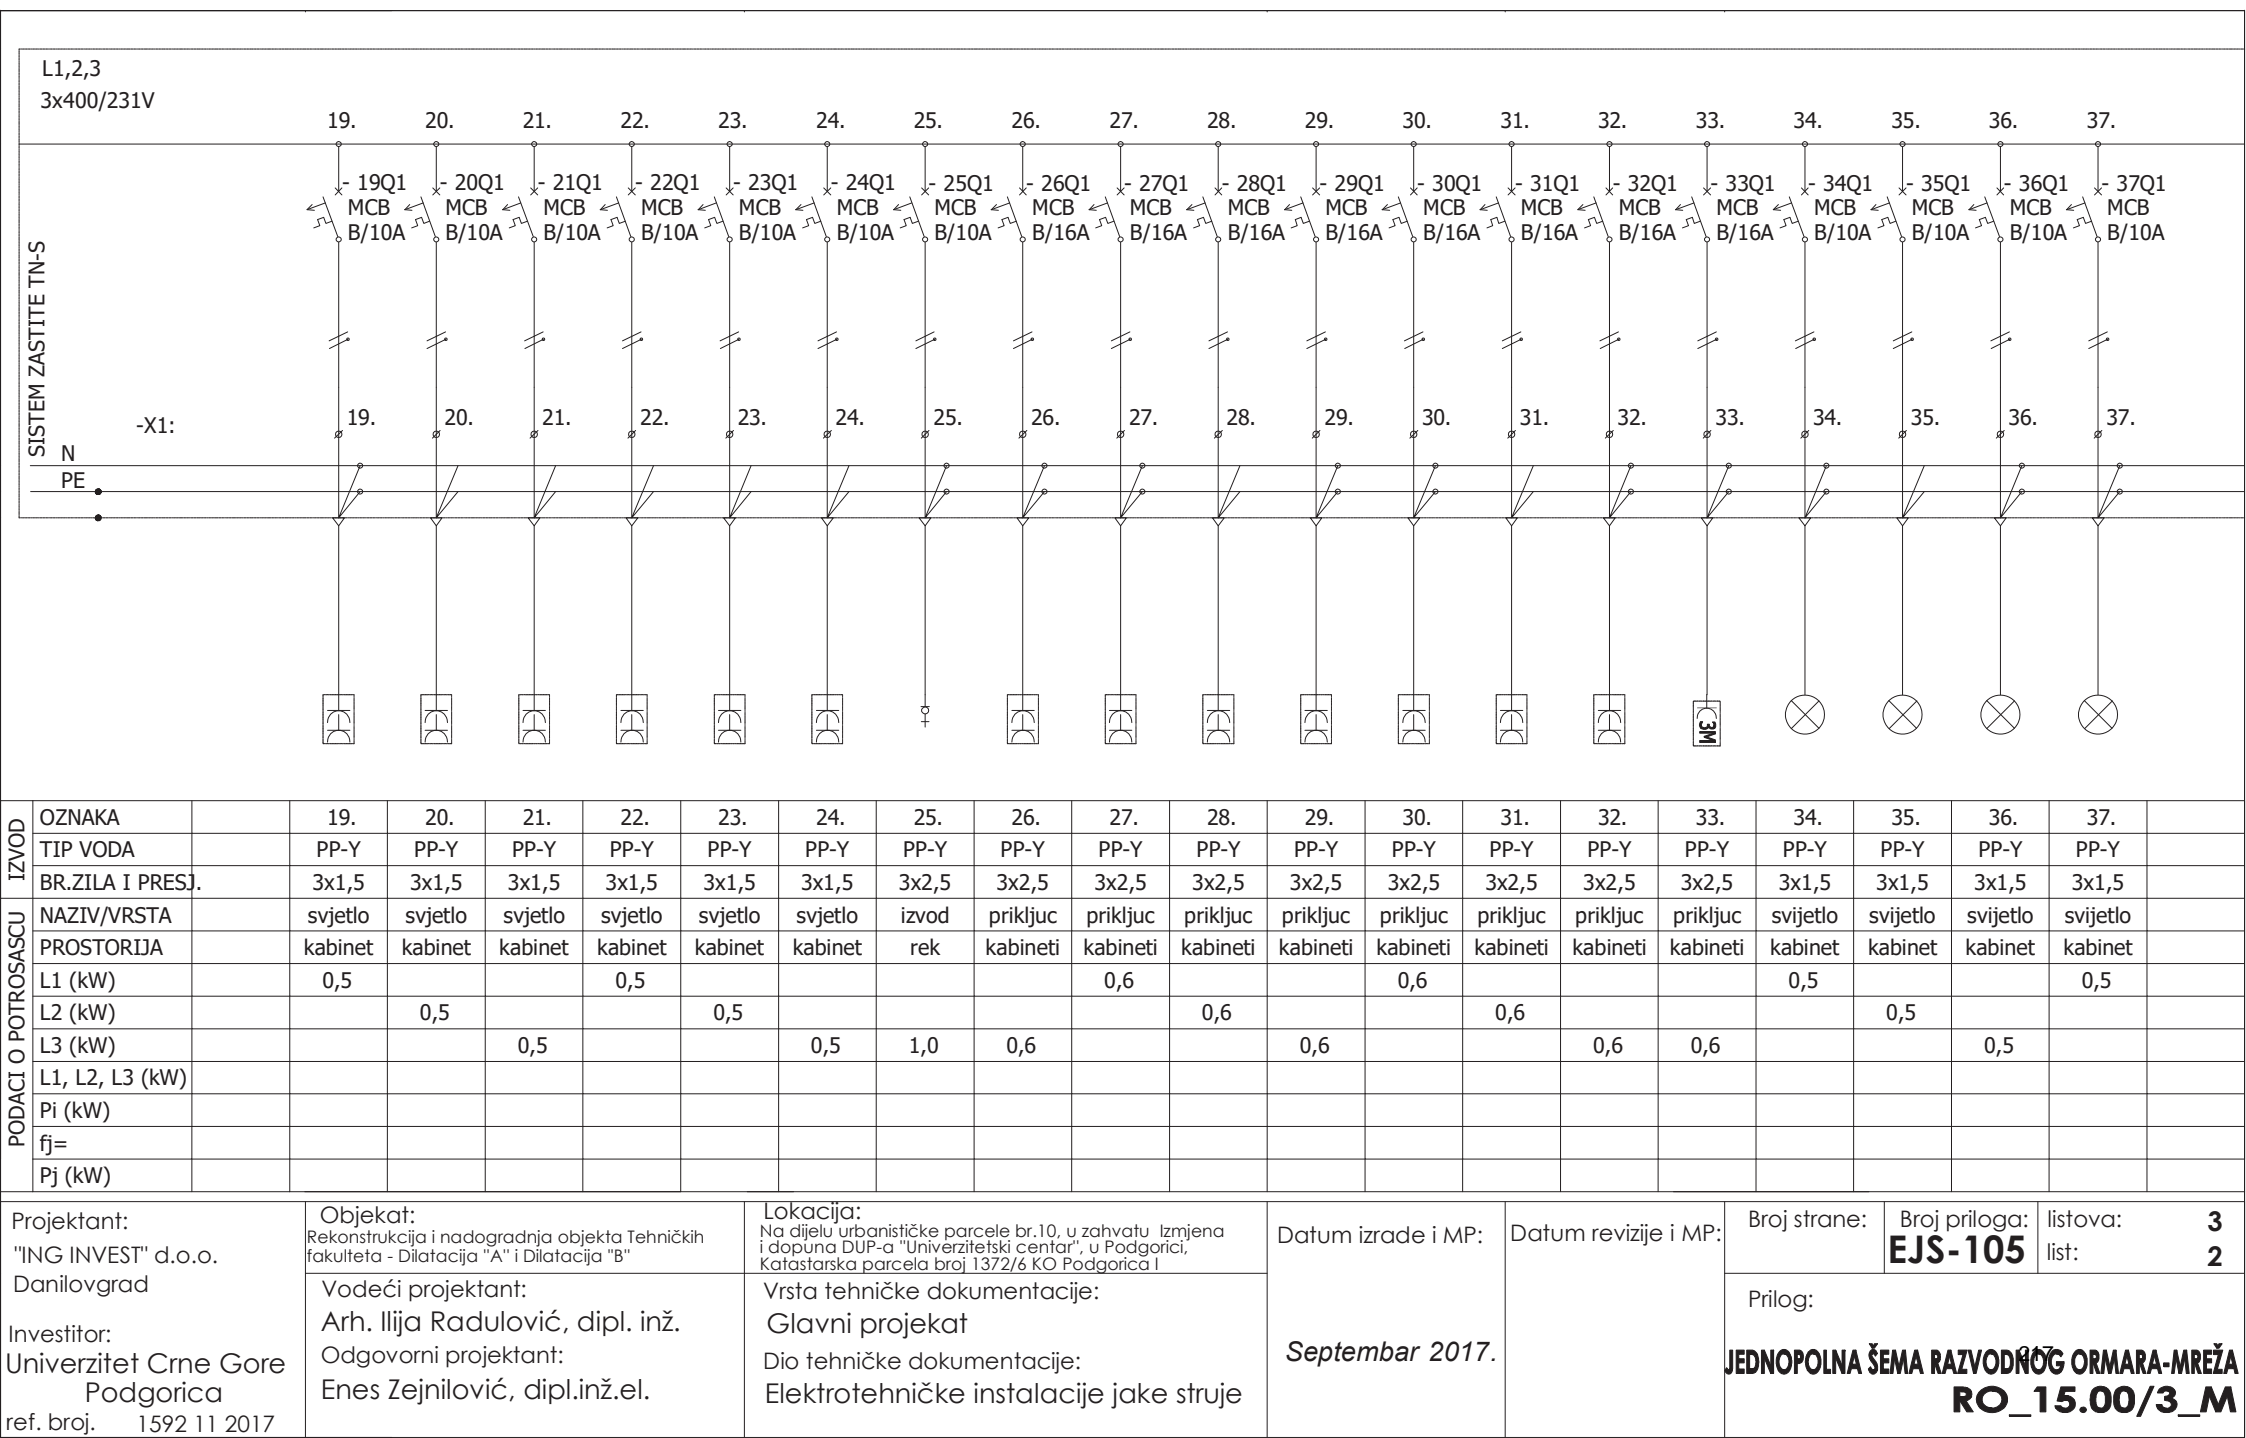 L1,2,3
3x400/231V
19. 20. 21. 22. 23. 24. 25. 26. 27. 28. 29. 30. 31. 32. 33. 34. 35. 36. 37.
- 19Q1 - 20Q1 - 21Q1 - 22Q1 - 23Q1 - 24Q1 - 25Q1 - 26Q1 - 27Q1 - 28Q1 - 29Q1 - 30Q1 - 31Q1 - 32Q1 - 33Q1 - 34Q1 - 35Q1 - 36Q1 - 37Q1
MCB MCB MCB MCB MCB MCB MCB MCB MCB MCB MCB MCB MCB MCB MCB MCB MCB MCB MCB
B/10A B/10A B/10A B/10A B/10A B/10A B/10A B/16A B/16A B/16A B/16A B/16A B/16A B/16A B/16A B/10A B/10A B/10A B/10A
SISTEM ZASTITE TN-S
-X1: 19. 20. 21. 22. 23. 24. 25. 26. 27. 28. 29. 30. 31. 32. 33. 34. 35. 36. 37.
N
PE
3M
IZVOD
OZNAKA 19. 20. 21. 22. 23. 24. 25. 26. 27. 28. 29. 30. 31. 32. 33. 34. 35. 36. 37.
TIP VODA PP-Y PP-Y PP-Y PP-Y PP-Y PP-Y PP-Y PP-Y PP-Y PP-Y PP-Y PP-Y PP-Y PP-Y PP-Y PP-Y PP-Y PP-Y PP-Y
BR.ZILA I PRESJ. 3x1,5 3x1,5 3x1,5 3x1,5 3x1,5 3x1,5 3x2,5 3x2,5 3x2,5 3x2,5 3x2,5 3x2,5 3x2,5 3x2,5 3x2,5 3x1,5 3x1,5 3x1,5 3x1,5
PODACI O POTROSASCU
NAZIV/VRSTA svjetlo svjetlo svjetlo svjetlo svjetlo svjetlo izvod prikljuc prikljuc prikljuc prikljuc prikljuc prikljuc prikljuc prikljuc svijetlo svijetlo svijetlo svijetlo
PROSTORIJA kabinet kabinet kabinet kabinet kabinet kabinet rek kabineti kabineti kabineti kabineti kabineti kabineti kabineti kabineti kabinet kabinet kabinet kabinet
L1 (kW) 0,5 0,5 0,6 0,6 0,5 0,5
L2 (kW) 0,5 0,5 0,6 0,6 0,5
L3 (kW) 0,5 0,5 1,0 0,6 0,6 0,6 0,6 0,5
L1, L2, L3 (kW)
Pi (kW)
fj=
Pj (kW)
Projektant:
"ING INVEST" d.o.o.
Danilovgrad
Investitor:
Univerzitet Crne Gore
Podgorica
ref. broj. 1592 11 2017
Objekat:
Rekonstrukcija i nadogradnja objekta Tehničkih
fakulteta - Dilatacija "A" i Dilatacija "B"
Vodeći projektant:
Arh. Ilija Radulović, dipl. inž.
Odgovorni projektant:
Enes Zejnilović, dipl.inž.el.
Lokacija:
Na dijelu urbanističke parcele br.10, u zahvatu Izmjena
i dopuna DUP-a "Univerzitetski centar", u Podgorici,
Katastarska parcela broj 1372/6 KO Podgorica I
Vrsta tehničke dokumentacije:
Glavni projekat
Dio tehničke dokumentacije:
Elektrotehničke instalacije jake struje
Datum izrade i MP:
Septembar 2017.
Datum revizije i MP:
Broj strane:
Broj priloga:
EJS-105
listova: 3
list: 2
Prilog:
217
JEDNOPOLNA ŠEMA RAZVODNOG ORMARA-MREŽA
RO_15.00/3_M